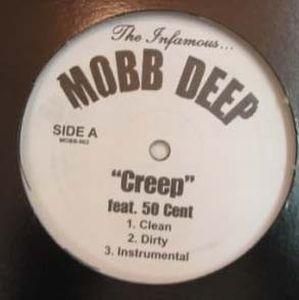 The Infamous...
MOBB DEEP
SIDE A
"Creep"
feat. 50 Cent
1. Clean
2. Dirty
3. Instrumental